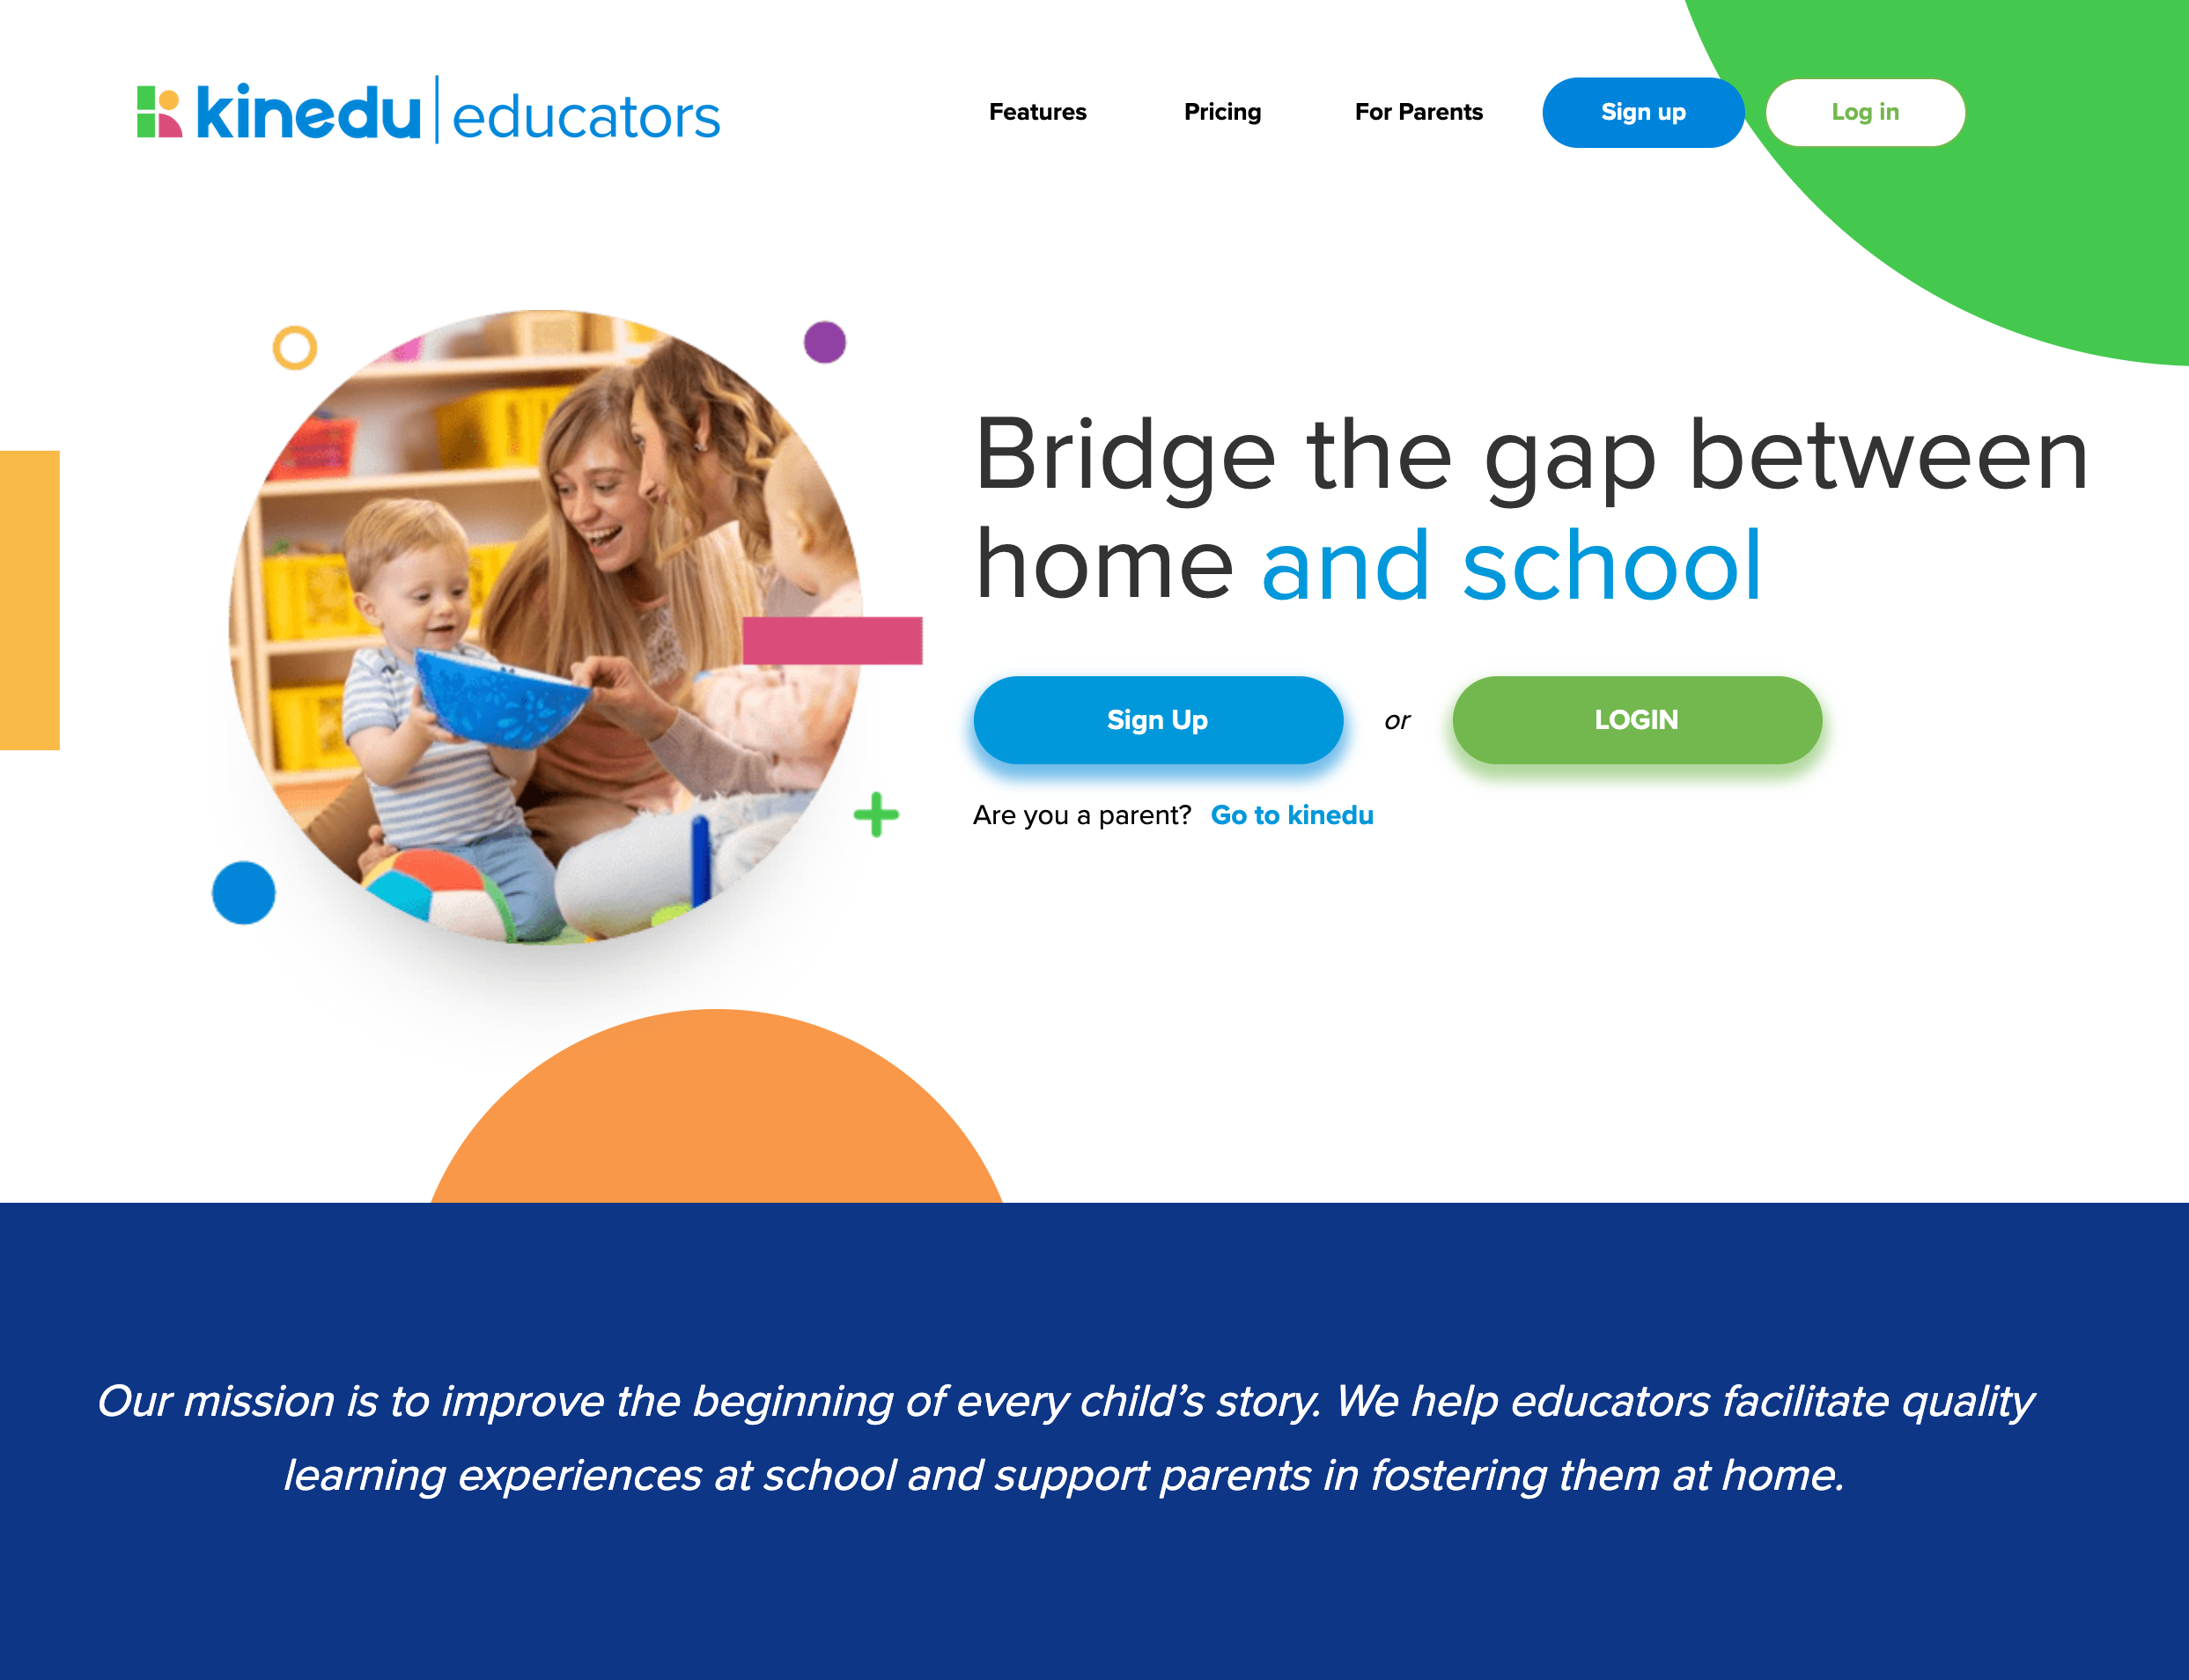 kinedu | educators
Features
Pricing
For Parents
Sign up
Log in
Bridge the gap between
home and school
Sign Up
or
LOGIN
Are you a parent? Go to kinedu
Our mission is to improve the beginning of every child’s story. We help educators facilitate quality
learning experiences at school and support parents in fostering them at home.